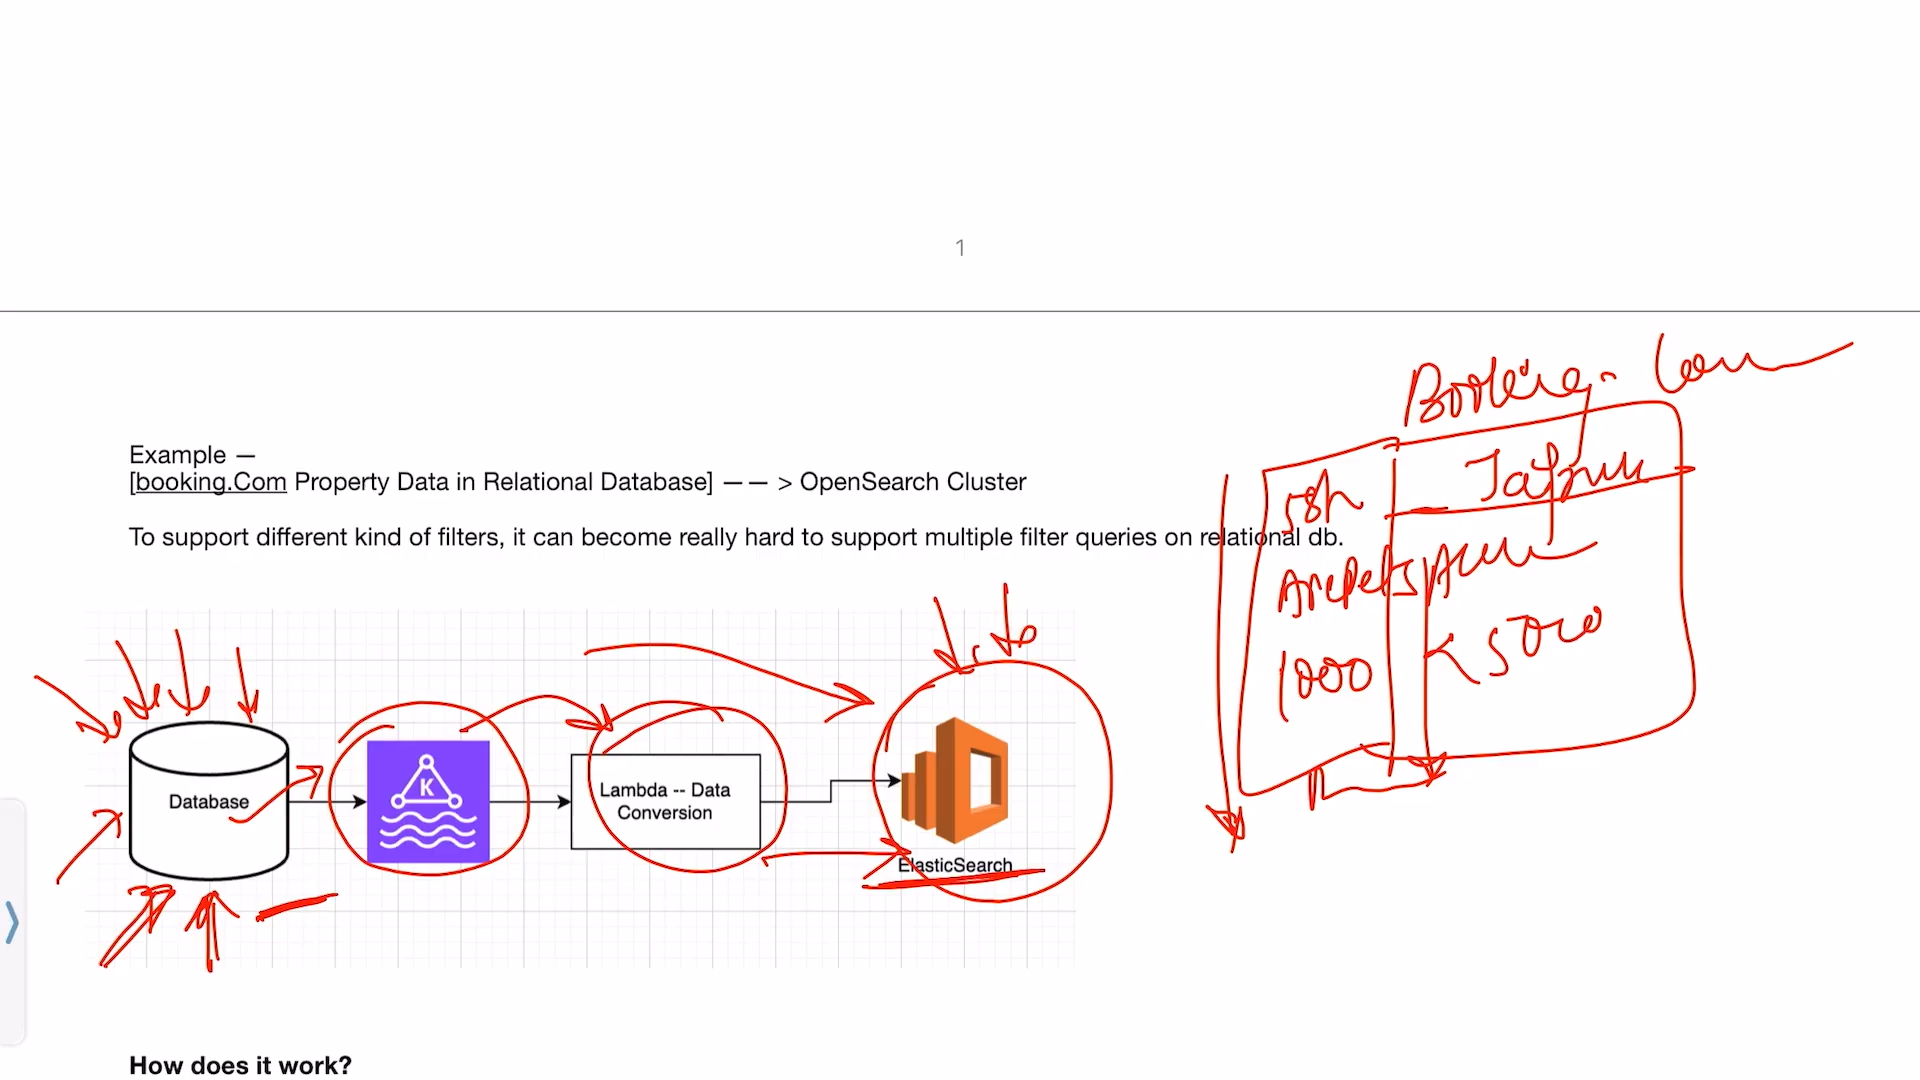 1
Booking.com
Example —
[booking.Com Property Data in Relational Database] —— > OpenSearch Cluster
To support different kind of filters, it can become really hard to support multiple filter queries on relational db.
1000
< 5000
Database
K
Lambda -- Data
Conversion
ElasticSearch
How does it work?